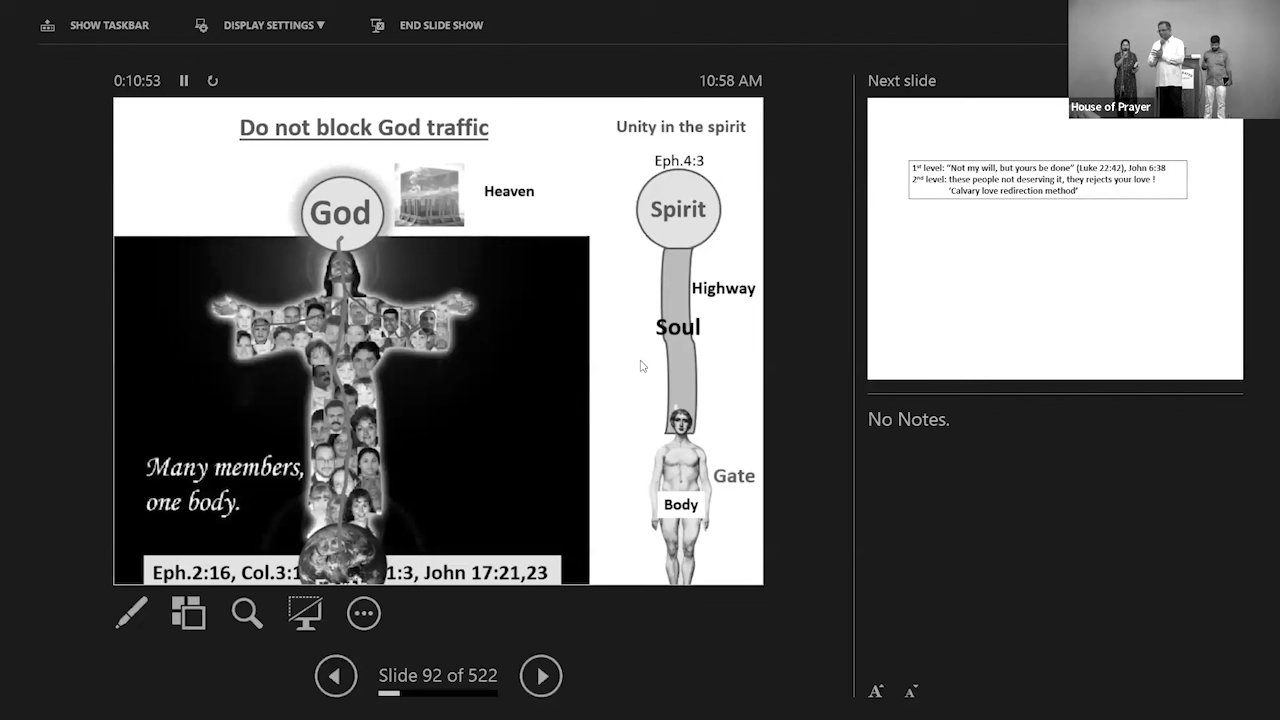 SHOW TASKBAR
DISPLAY SETTINGS ▼
END SLIDE SHOW
House of Prayer
0:10:53
10:58 AM
Next slide
Do not block God traffic
Unity in the spirit
Eph.4:3
God
Heaven
Spirit
Highway
Soul
Many members,
one body.
Gate
Body
Eph.2:16, Col.3:1 1:3, John 17:21,23
1st level: “Not my will, but yours be done” (Luke 22:42), John 6:38
2nd level: these people not deserving it, they rejects your love !
‘Calvary love redirection method’
No Notes.
Slide 92 of 522
A A